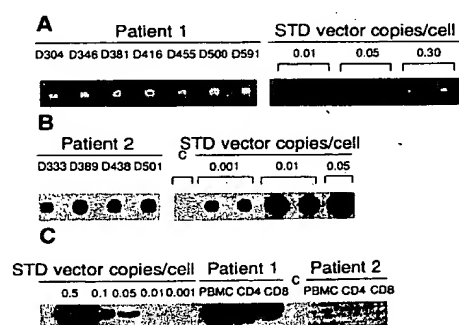 A
Patient 1 STD vector copies/cell
D304 D346 D381 D416 D455 D500 D591 0.01 0.05 0.30
B
Patient 2 STD vector copies/cell
D333 D389 D438 D501 C 0.001 0.01 0.05
C
STD vector copies/cell Patient 1 Patient 2
0.5 0.1 0.05 0.01 0.001 PBMC CD4 CD8 C PBMC CD4 CD8